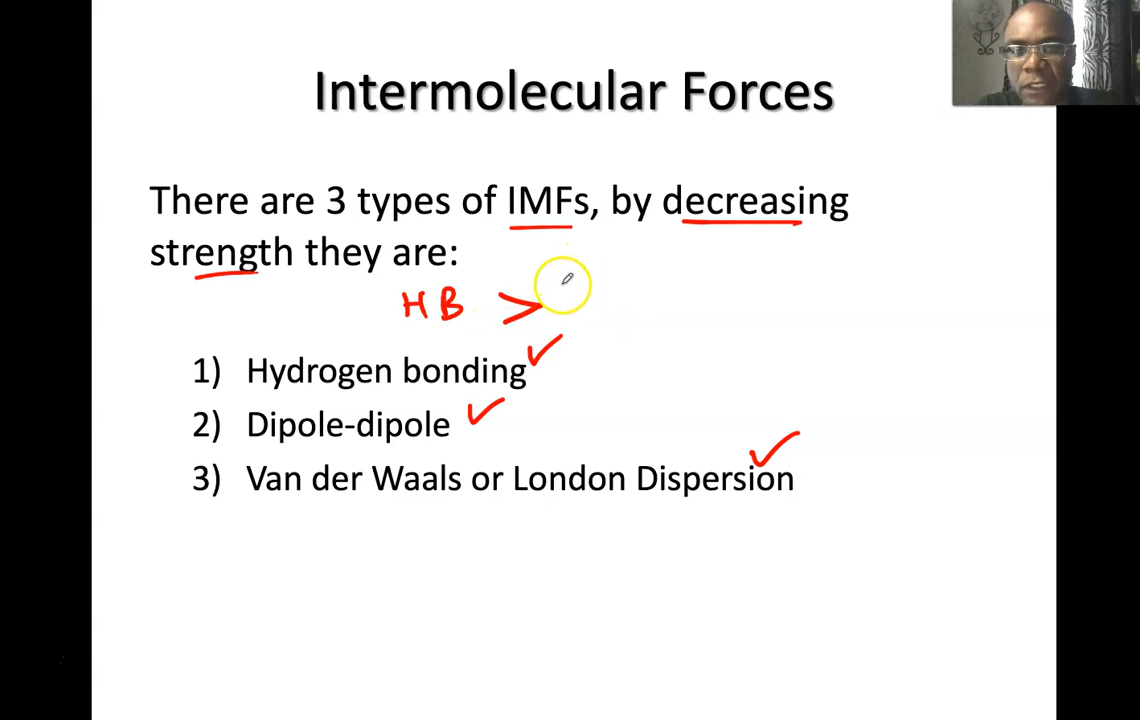 Intermolecular Forces
There are 3 types of IMFs, by decreasing
strength they are:
HB >
1) Hydrogen bonding
2) Dipole-dipole
3) Van der Waals or London Dispersion